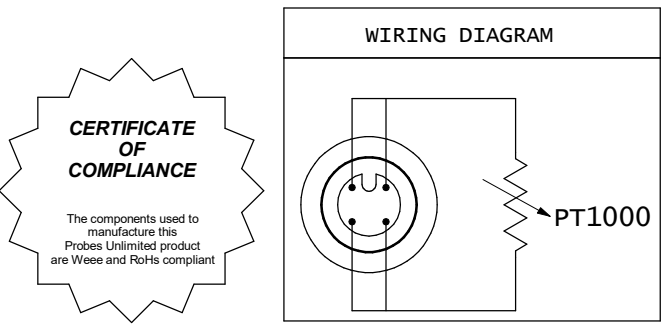 WIRING DIAGRAM
CERTIFICATE
OF
COMPLIANCE
The components used to
manufacture this
Probes Unlimited product
are Weee and RoHs compliant
PT1000